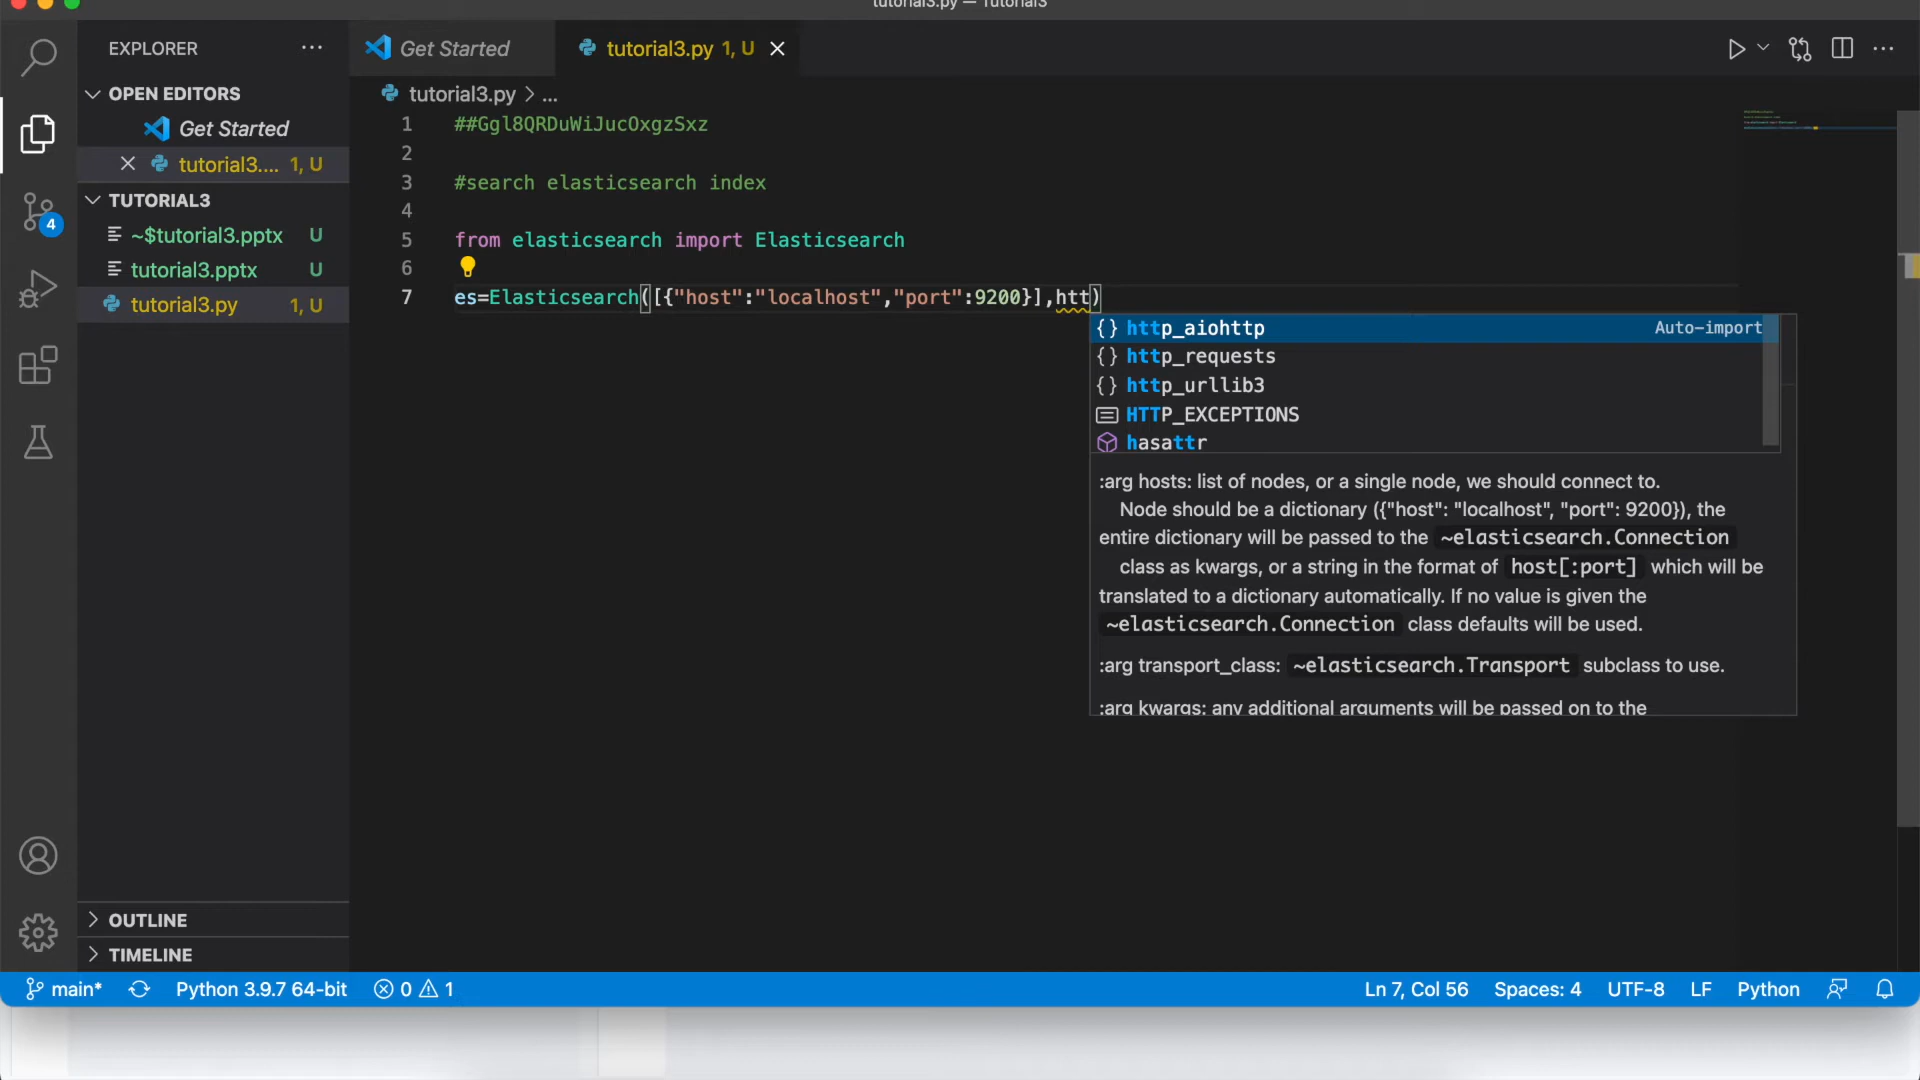 tutorial3.py — Tutorial3
EXPLORER
Get Started
tutorial3.py 1, U
OPEN EDITORS
Get Started
tutorial3.... 1, U
TUTORIAL3
~$tutorial3.pptx U
tutorial3.pptx U
tutorial3.py 1, U
OUTLINE
TIMELINE
4
tutorial3.py > ...
1 ##Ggl8QRDuWiJucOxgzSxz
2
3 #search elasticsearch index
4
5 from elasticsearch import Elasticsearch
6
7 es=Elasticsearch([{"host":"localhost","port":9200}],htt)
http_aiohttp Auto-import
http_requests
http_urllib3
HTTP_EXCEPTIONS
hasattr
:arg hosts: list of nodes, or a single node, we should connect to.
Node should be a dictionary ({"host": "localhost", "port": 9200}), the
entire dictionary will be passed to the ~elasticsearch.Connection
class as kwargs, or a string in the format of host[:port] which will be
translated to a dictionary automatically. If no value is given the
~elasticsearch.Connection class defaults will be used.
:arg transport_class: ~elasticsearch.Transport subclass to use.
:arg kwargs: any additional arguments will be passed on to the
main* Python 3.9.7 64-bit 0 1 Ln 7, Col 56 Spaces: 4 UTF-8 LF Python